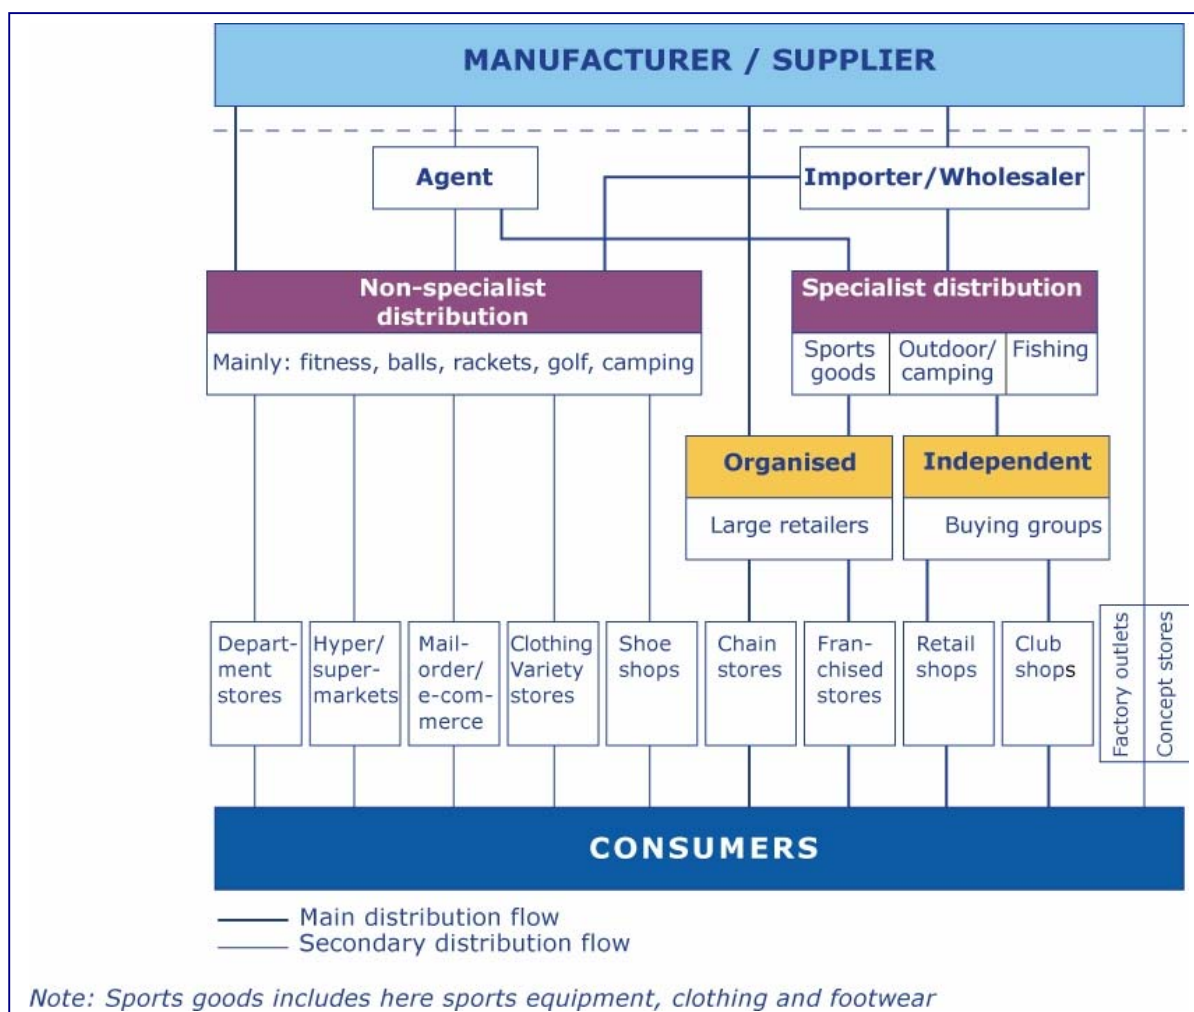 MANUFACTURER / SUPPLIER
Agent
Importer/Wholesaler
Non-specialist
distribution
Mainly: fitness, balls, rackets, golf, camping
Specialist distribution
Sports
goods
Outdoor/
camping
Fishing
Organised
Large retailers
Independent
Buying groups
Depart-
ment
stores
Hyper/
super-
markets
Mail-
order/
e-com-
merce
Clothing
Variety
stores
Shoe
shops
Chain
stores
Fran-
chised
stores
Retail
shops
Club
shops
Factory outlets
Concept stores
CONSUMERS
Main distribution flow
Secondary distribution flow
Note: Sports goods includes here sports equipment, clothing and footwear